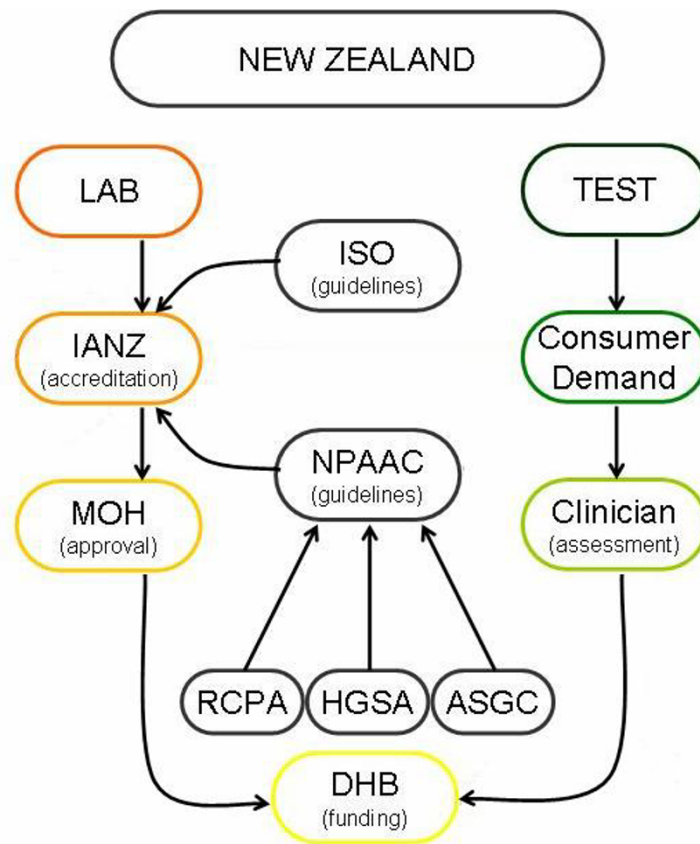 NEW ZEALAND
LAB
TEST
ISO
(guidelines)
IANZ
(accreditation)
Consumer
Demand
NPAAC
(guidelines)
MOH
(approval)
Clinician
(assessment)
RCPA
HGSA
ASGC
DHB
(funding)